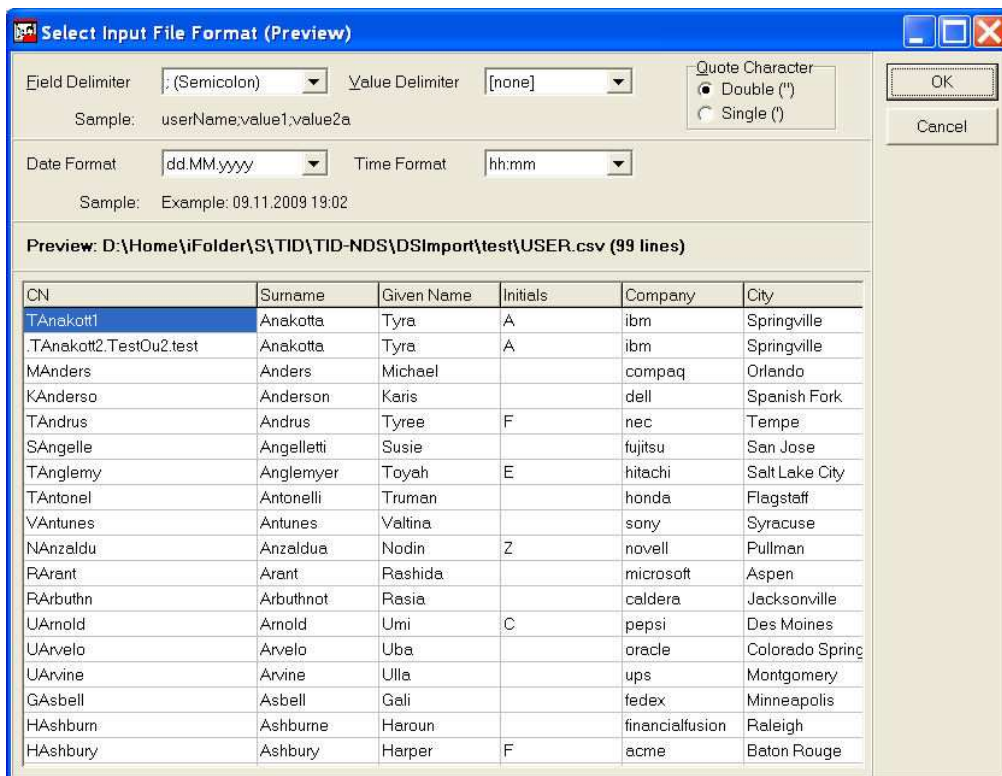 Select Input File Format (Preview)
Field Delimiter ; (Semicolon) Value Delimiter [none] Quote Character
Double (") OK
Single (')
Sample: userName;value1;value2a Cancel
Date Format dd.MM.yyyy Time Format hh:mm
Sample: Example: 09.11.2009 19:02
Preview: D:\Home\iFolder\S\TID\TID-NDS\DSImport\test\USER.csv (99 lines)
CN Surname Given Name Initials Company City
TAnakott1 Anakotta Tyra A ibm Springville
.TAnakott2.TestOu2.test Anakotta Tyra A ibm Springville
MAnders Anders Michael compaq Orlando
KAnderso Anderson Karis dell Spanish Fork
TAndrus Andrus Tyree F nec Tempe
SAngelle Angelletti Susie fujitsu San Jose
TAnglemy Anglemyer Toyah E hitachi Salt Lake City
TAntonel Antonelli Truman honda Flagstaff
VAntunes Antunes Valtina sony Syracuse
NAnzaldu Anzaldua Nodin Z novell Pullman
RArant Arant Rashida microsoft Aspen
RArbuthn Arbuthnot Rasia caldera Jacksonville
UArnold Arnold Umi C pepsi Des Moines
UArvelo Arvelo Uba oracle Colorado Spring
UArvine Arvine Ulla ups Montgomery
GAsbell Asbell Gali fedex Minneapolis
HAshburn Ashburne Haroun financialfusion Raleigh
HAshbury Ashbury Harper F acme Baton Rouge